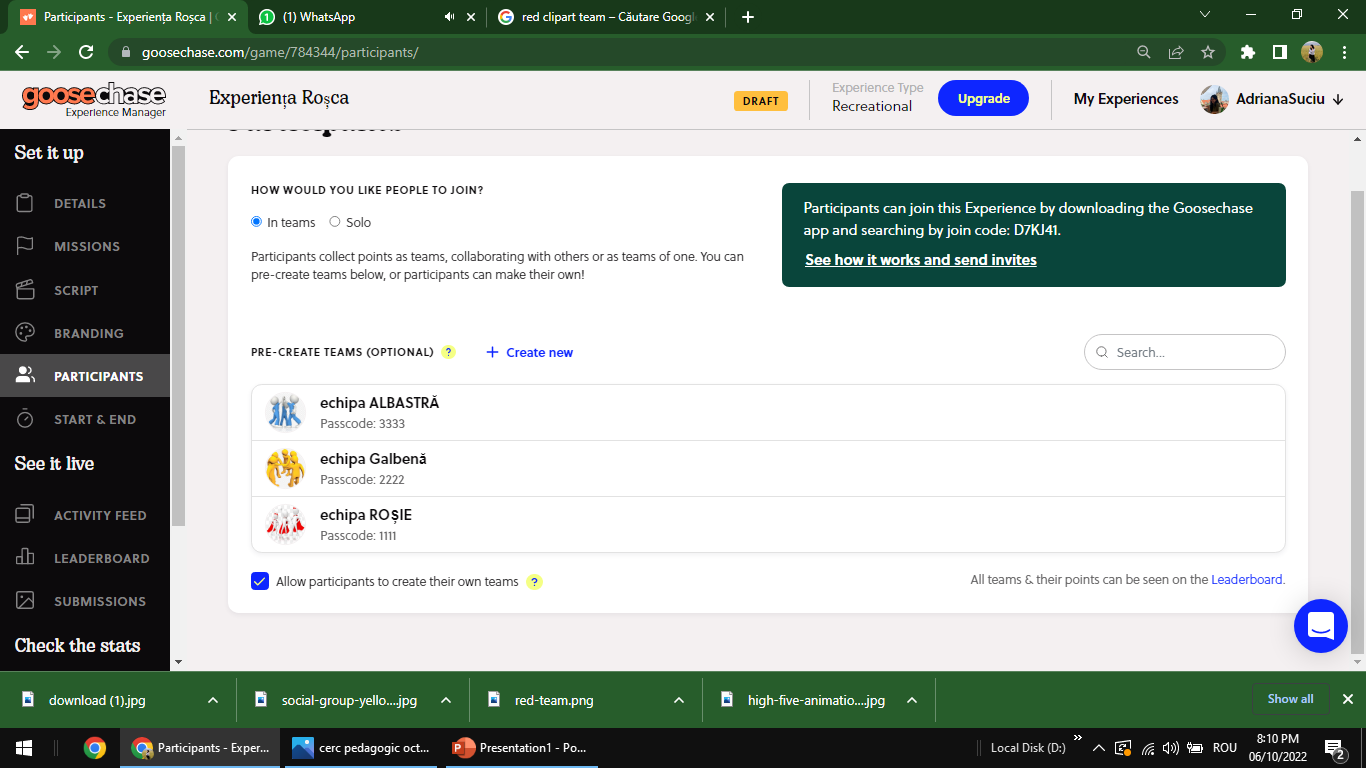 Participants - Experiența Roșca |
(1) WhatsApp
red clipart team – Căutare Googl
goosechase.com/game/784344/participants/
goosechase
Experience Manager
Experiența Roșca
DRAFT
Experience Type
Recreational
Upgrade
My Experiences
AdrianaSuciu
Set it up
DETAILS
MISSIONS
SCRIPT
BRANDING
PARTICIPANTS
START & END
See it live
ACTIVITY FEED
LEADERBOARD
SUBMISSIONS
Check the stats
HOW WOULD YOU LIKE PEOPLE TO JOIN?
In teams
Solo
Participants collect points as teams, collaborating with others or as teams of one. You can
pre-create teams below, or participants can make their own!
Participants can join this Experience by downloading the Goosechase
app and searching by join code: D7KJ41.
See how it works and send invites
PRE-CREATE TEAMS (OPTIONAL) ?
+ Create new
Search...
echipa ALBASTRĂ
Passcode: 3333
echipa Galbenă
Passcode: 2222
echipa ROȘIE
Passcode: 1111
Allow participants to create their own teams ?
All teams & their points can be seen on the Leaderboard.
download (1).jpg
social-group-yello....jpg
red-team.png
high-five-animatio....jpg
Show all
Participants - Exper...
cerc pedagogic oct...
Presentation1 - Po...
Local Disk (D:)
ROU
8:10 PM
06/10/2022
2